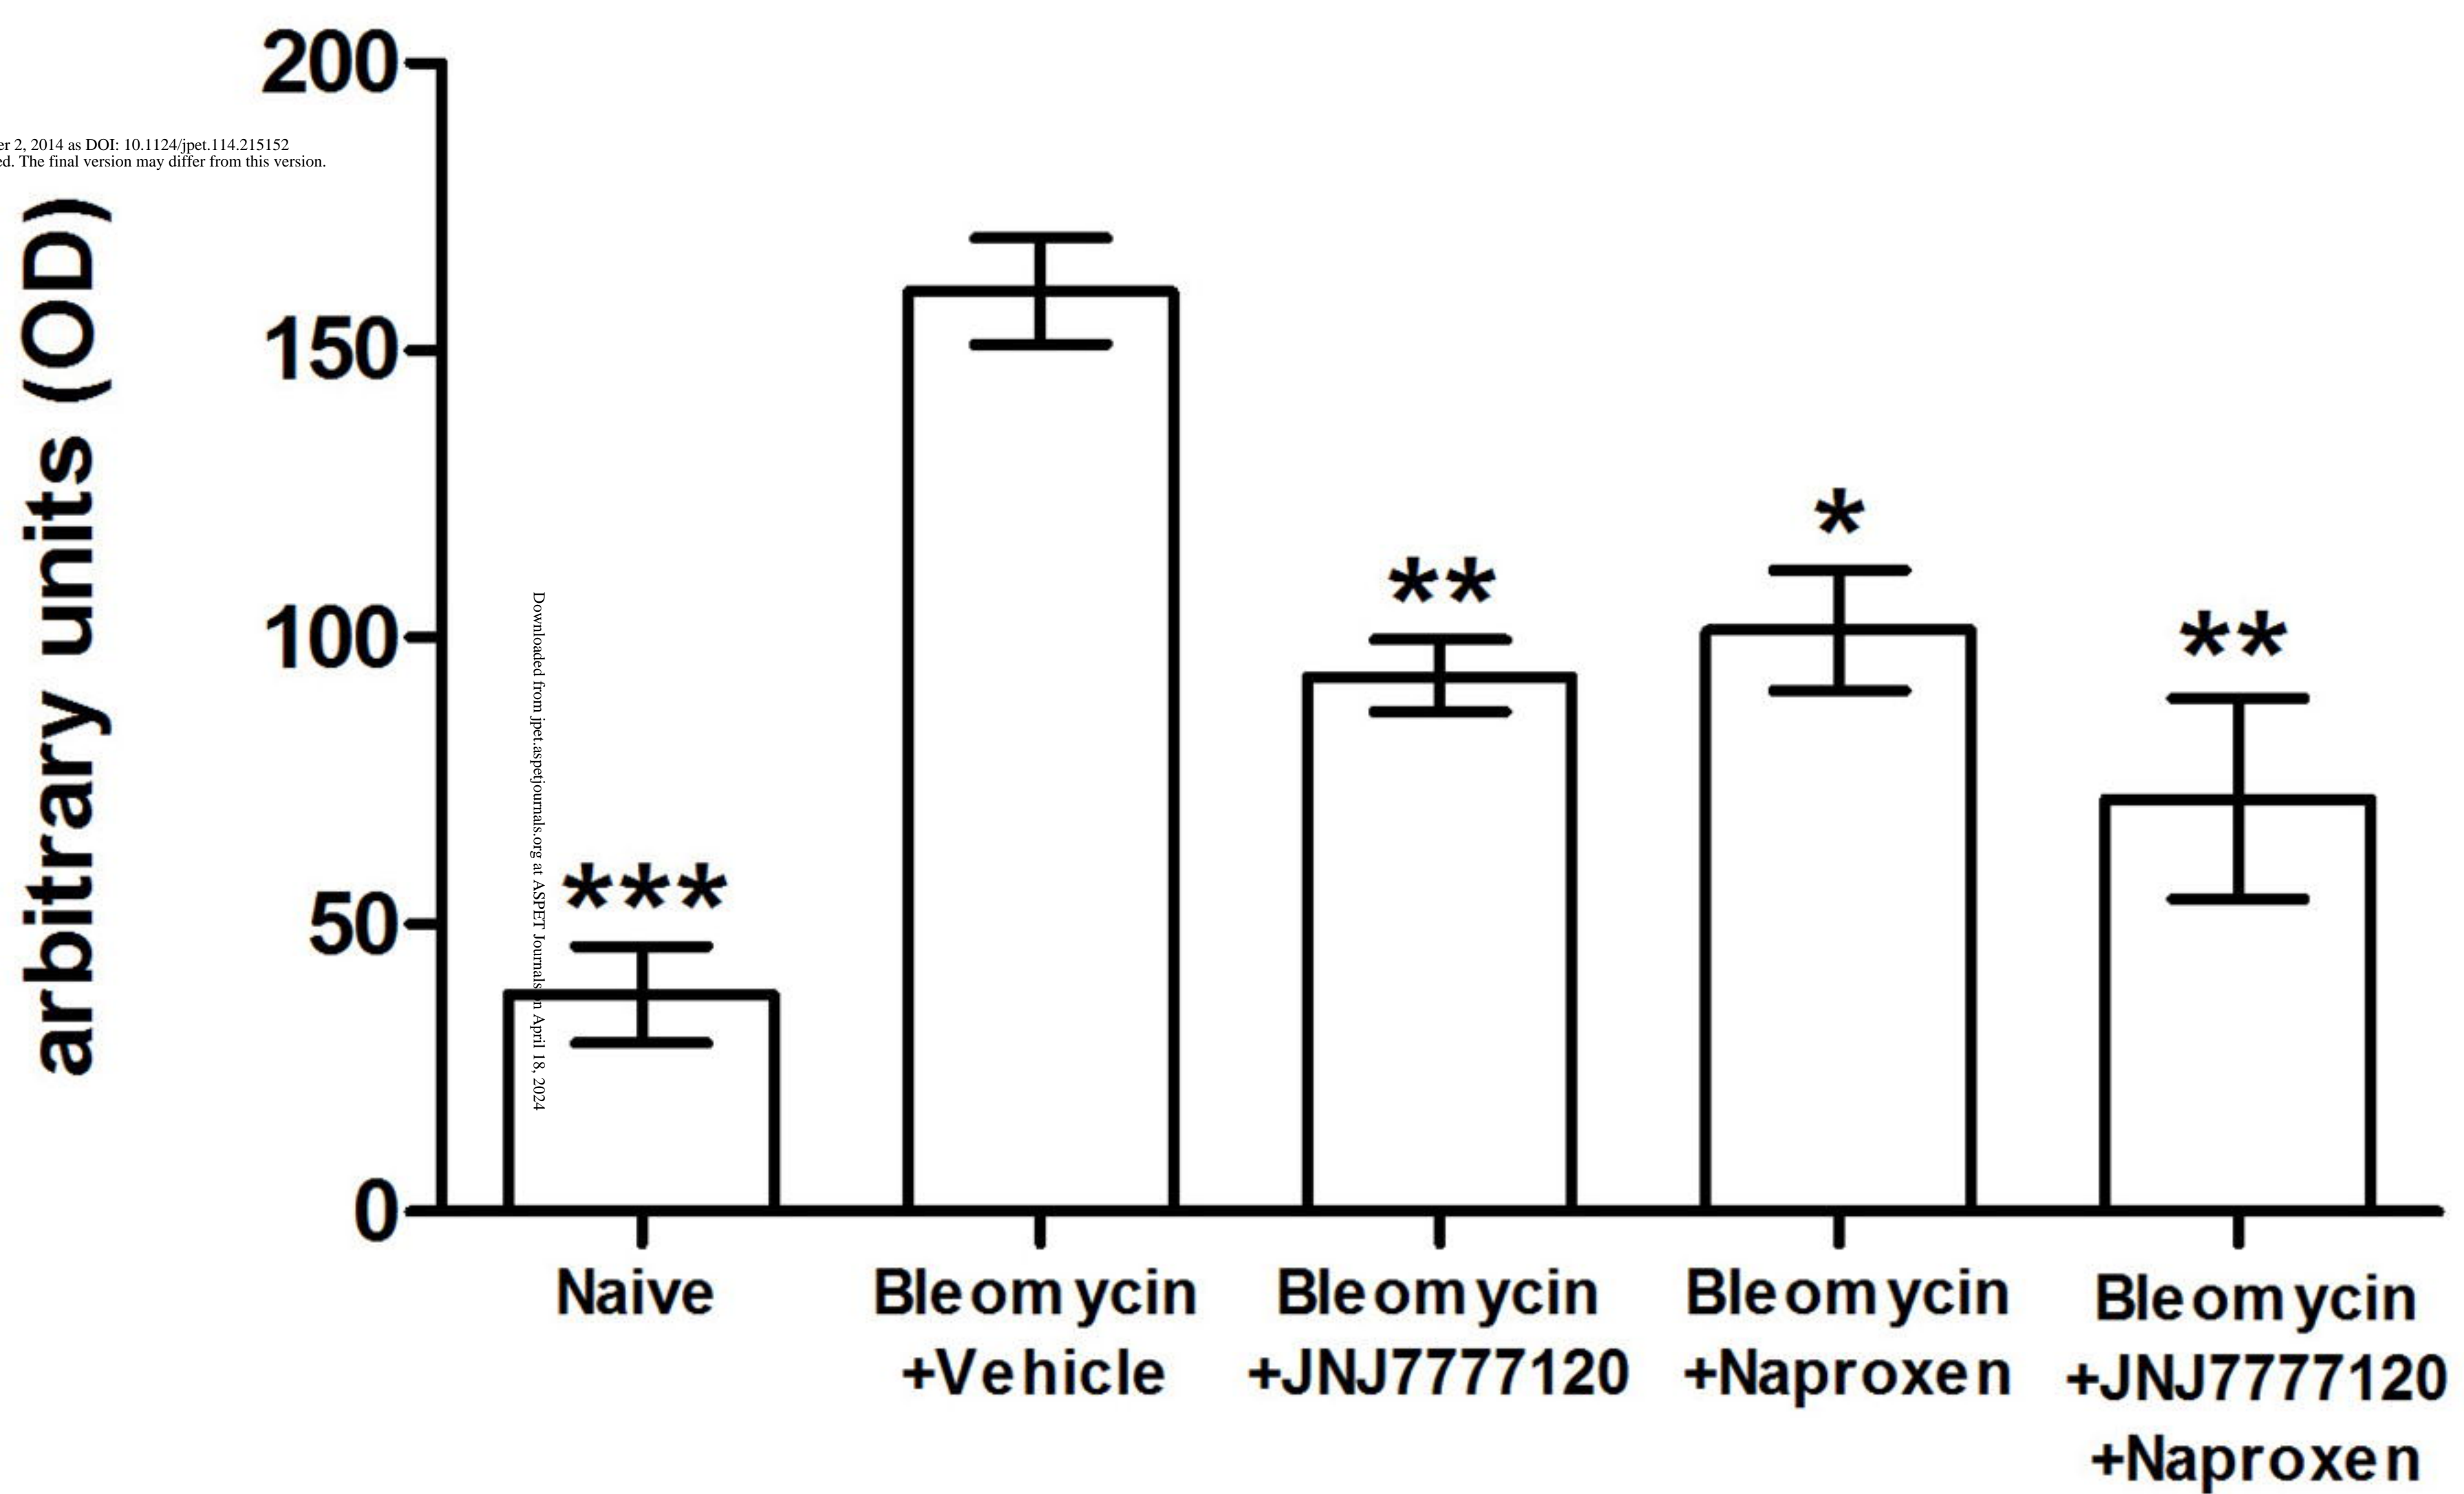 200
er 2, 2014 as DOI: 10.1124/jpet.114.215152
ed. The final version may differ from this version.
arbitrary units (OD)
150
100
50
0
***
**
*
**
Downloaded from jpet.aspetjournals.org at ASPET Journals on April 18, 2024
Naive
Bleomycin
+Vehicle
Bleomycin
+JNJ7777120
Bleomycin
+Naproxen
Bleomycin
+JNJ7777120
+Naproxen